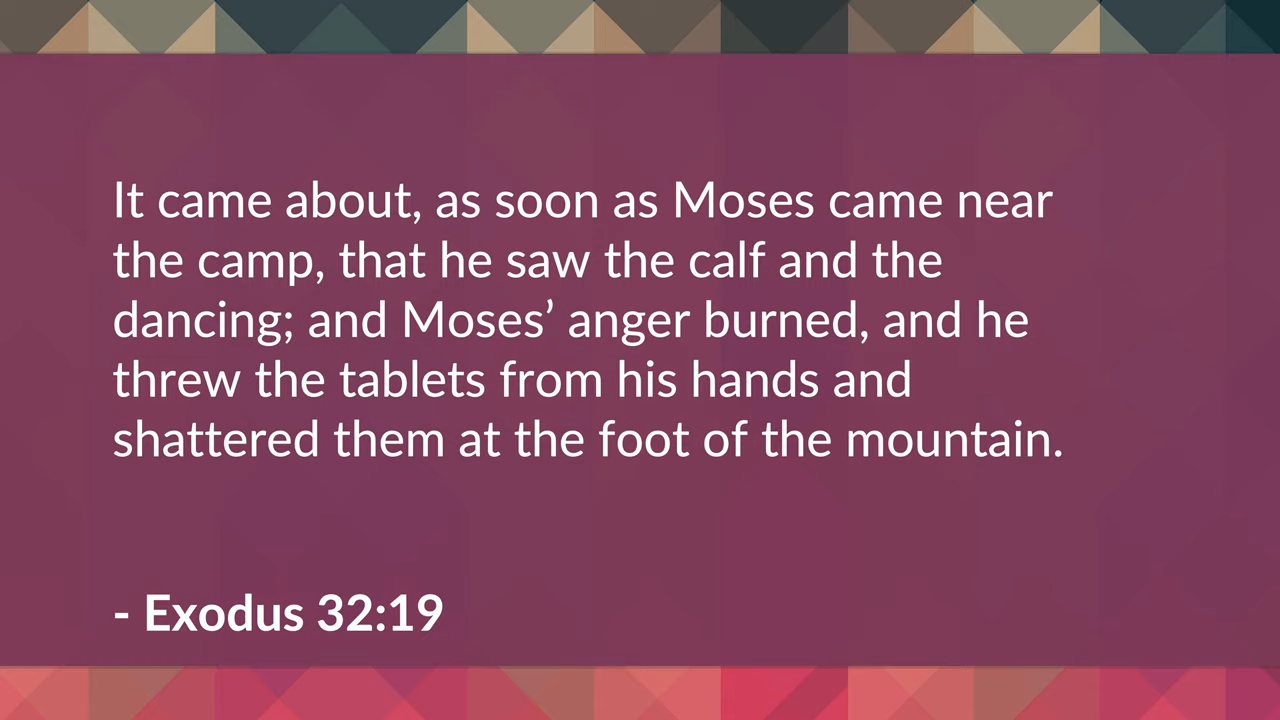 It came about, as soon as Moses came near
the camp, that he saw the calf and the
dancing; and Moses’ anger burned, and he
threw the tablets from his hands and
shattered them at the foot of the mountain.
- Exodus 32:19